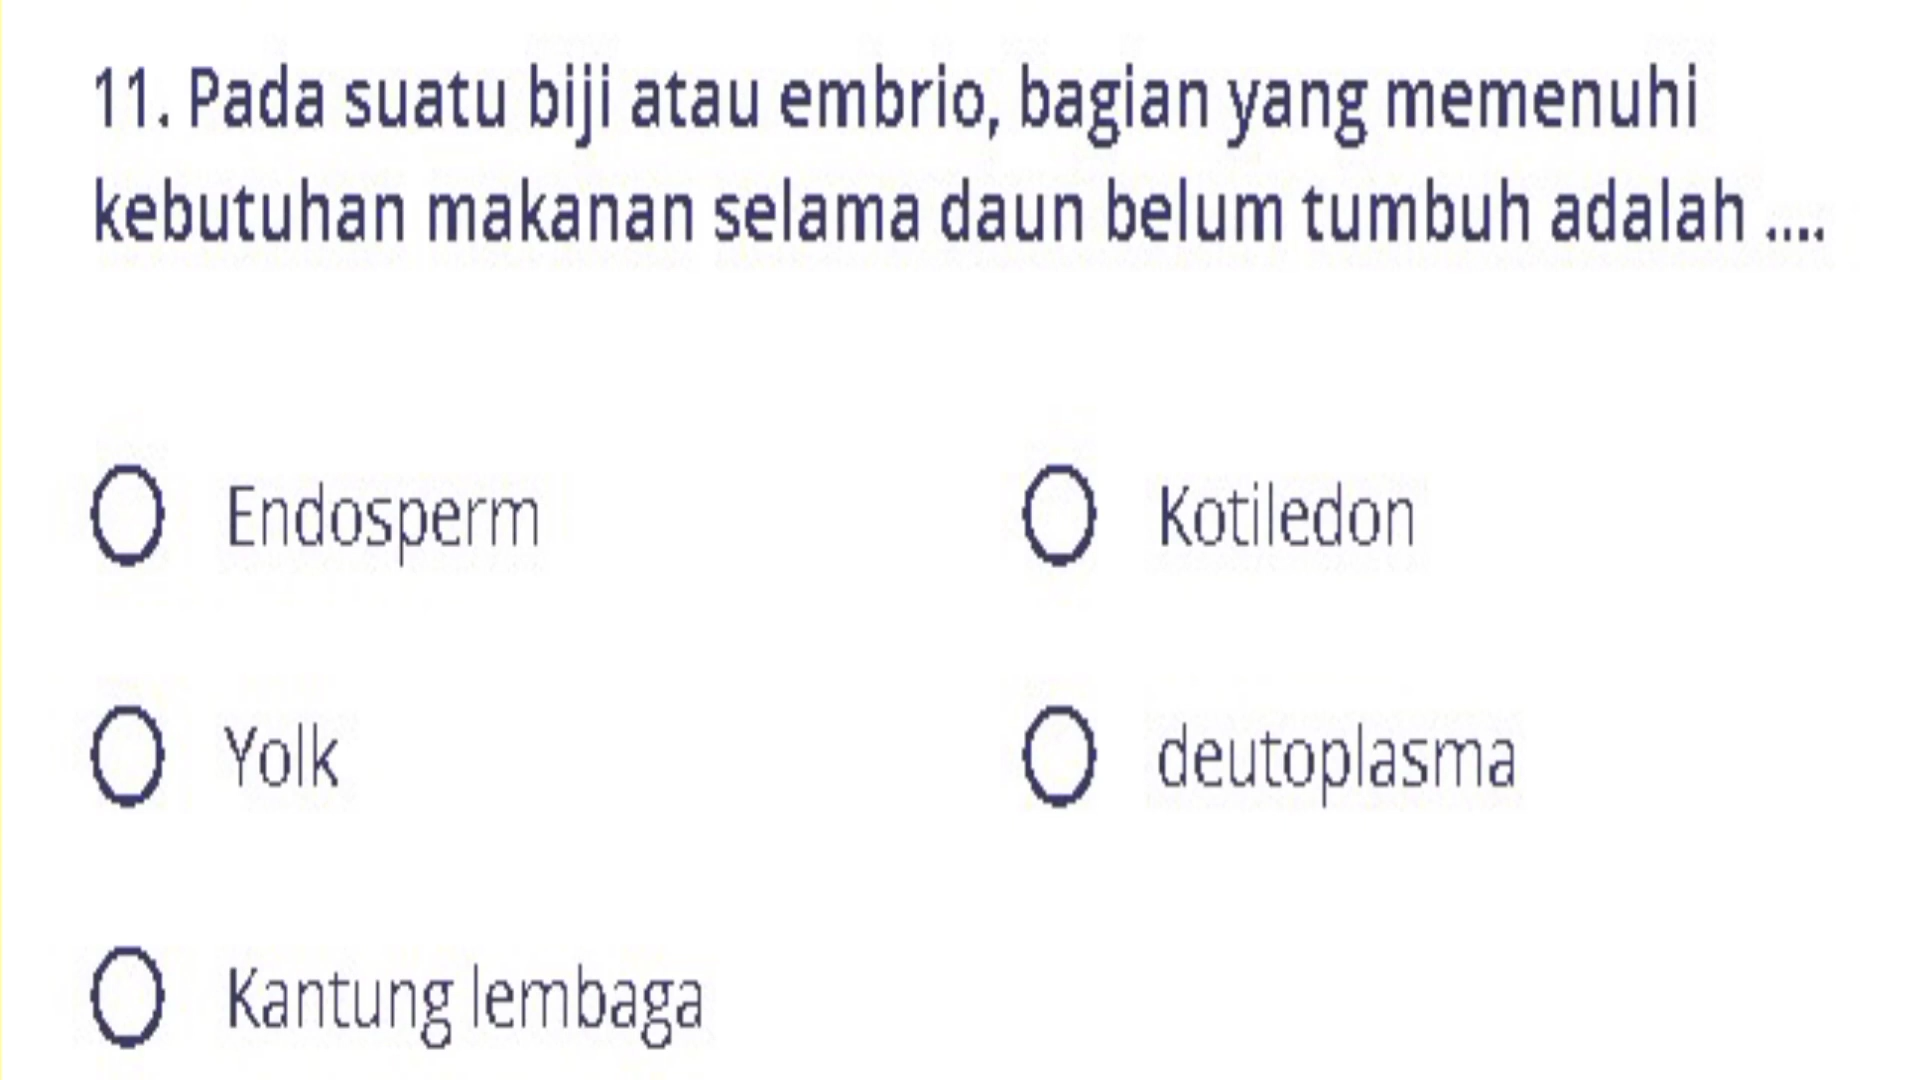 11. Pada suatu biji atau embrio, bagian yang memenuhi
kebutuhan makanan selama daun belum tumbuh adalah ....
Endosperm
Kotiledon
Yolk
deutoplasma
Kantung lembaga